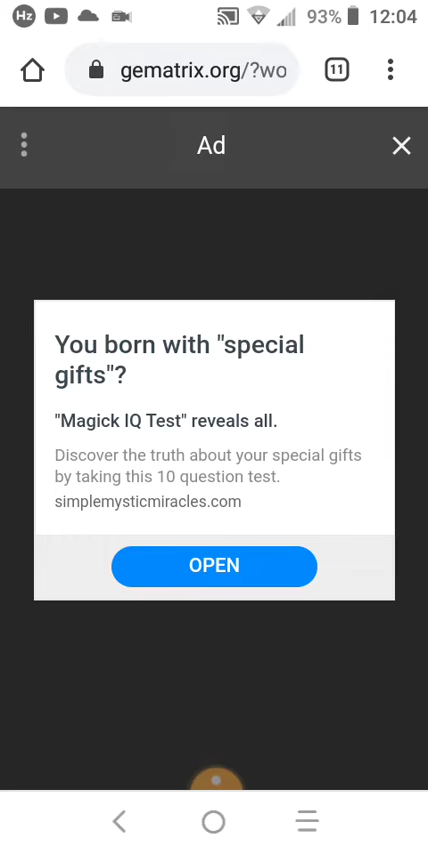 Hz
93%
12:04
gematrix.org/?wo
11
Ad
You born with "special
gifts"?
"Magick IQ Test" reveals all.
Discover the truth about your special gifts
by taking this 10 question test.
simplemysticmiracles.com
OPEN